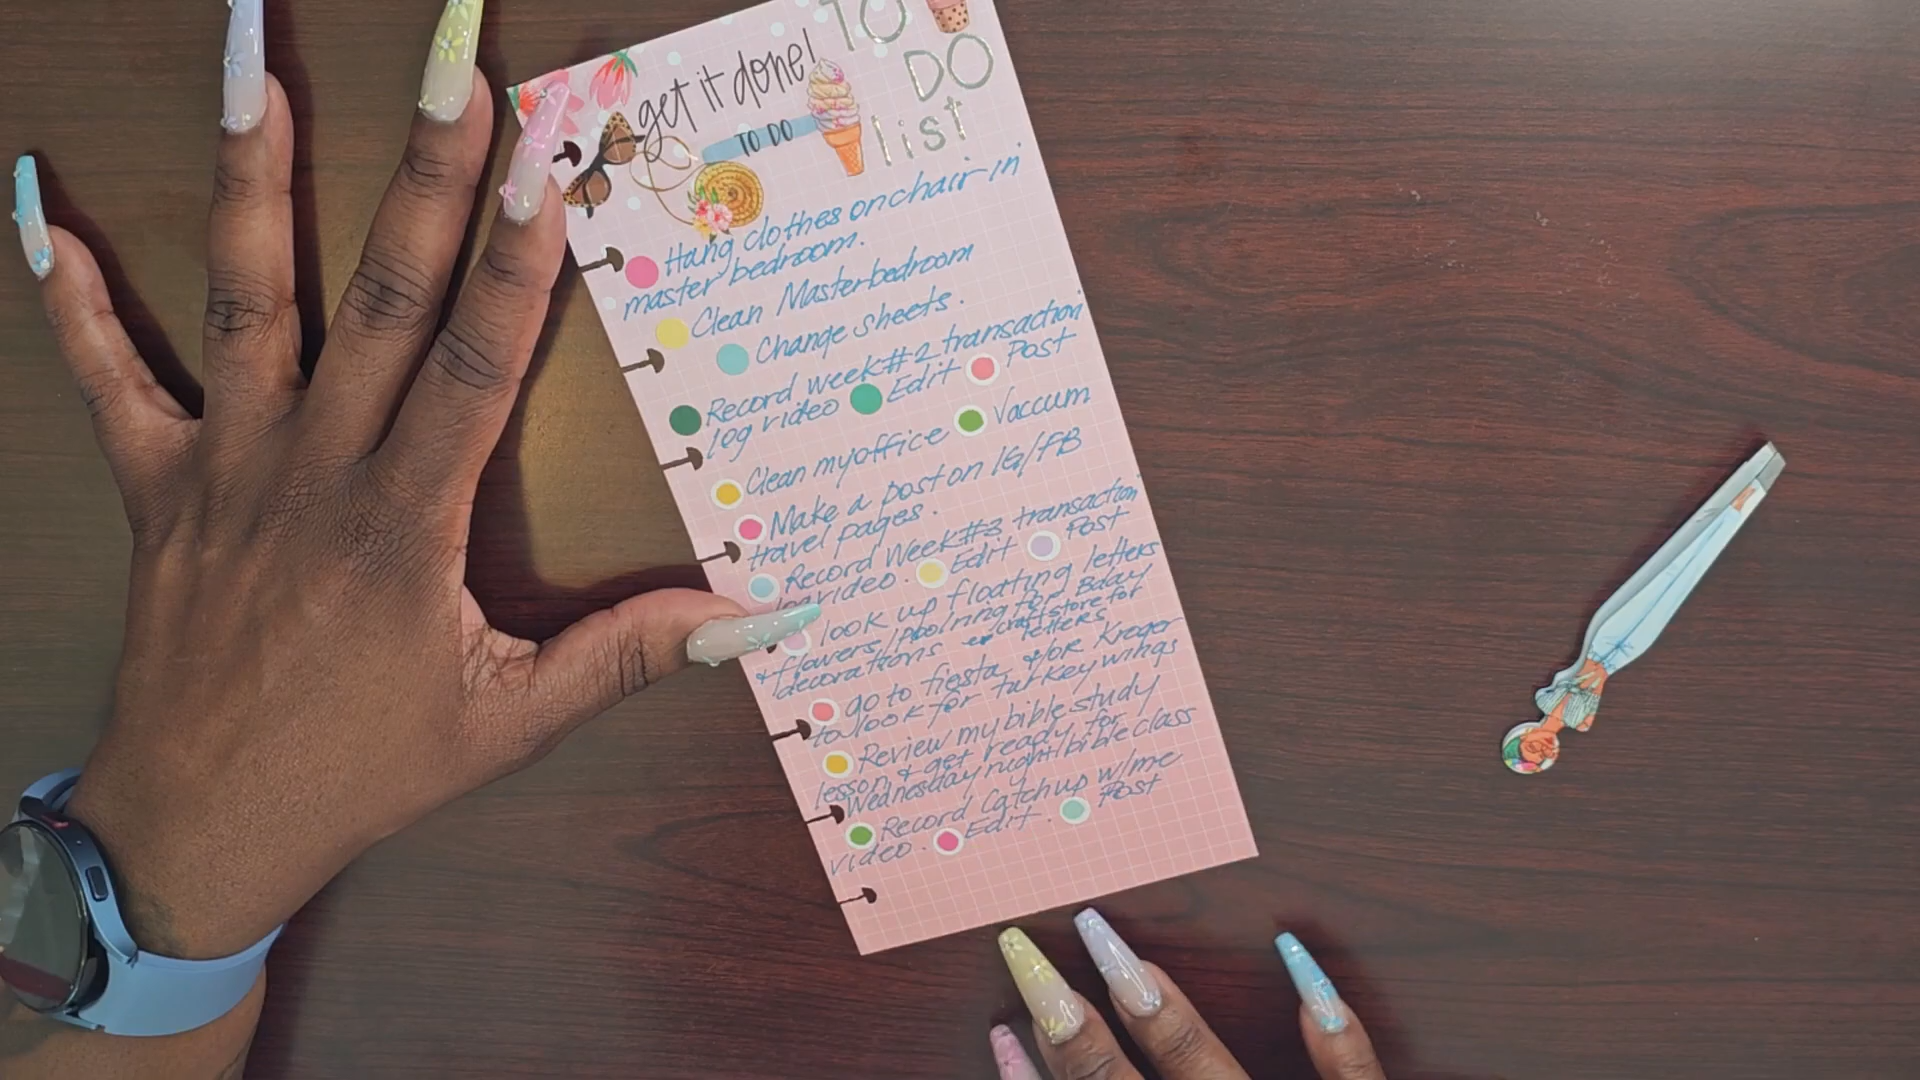 TO
DO
list
get it done!
TO DO
Hang clothes on chair in
master bedroom.
Clean Masterbedroom
Change sheets.
Record week#2 transaction
log video Edit Post
Clean my office Vaccum
Make a post on IG/FB
travel pages.
Record Week#3 transaction
log video. Edit Post
look up floating letters
+ flowers/pool ring for Bday
decorations craft store for
letters
go to fiesta &/or Kroger
to look for turkey wings
Review my bible study
lesson & get ready for
Wednesday night bible class
Record Catch up w/me
video. Edit. Post